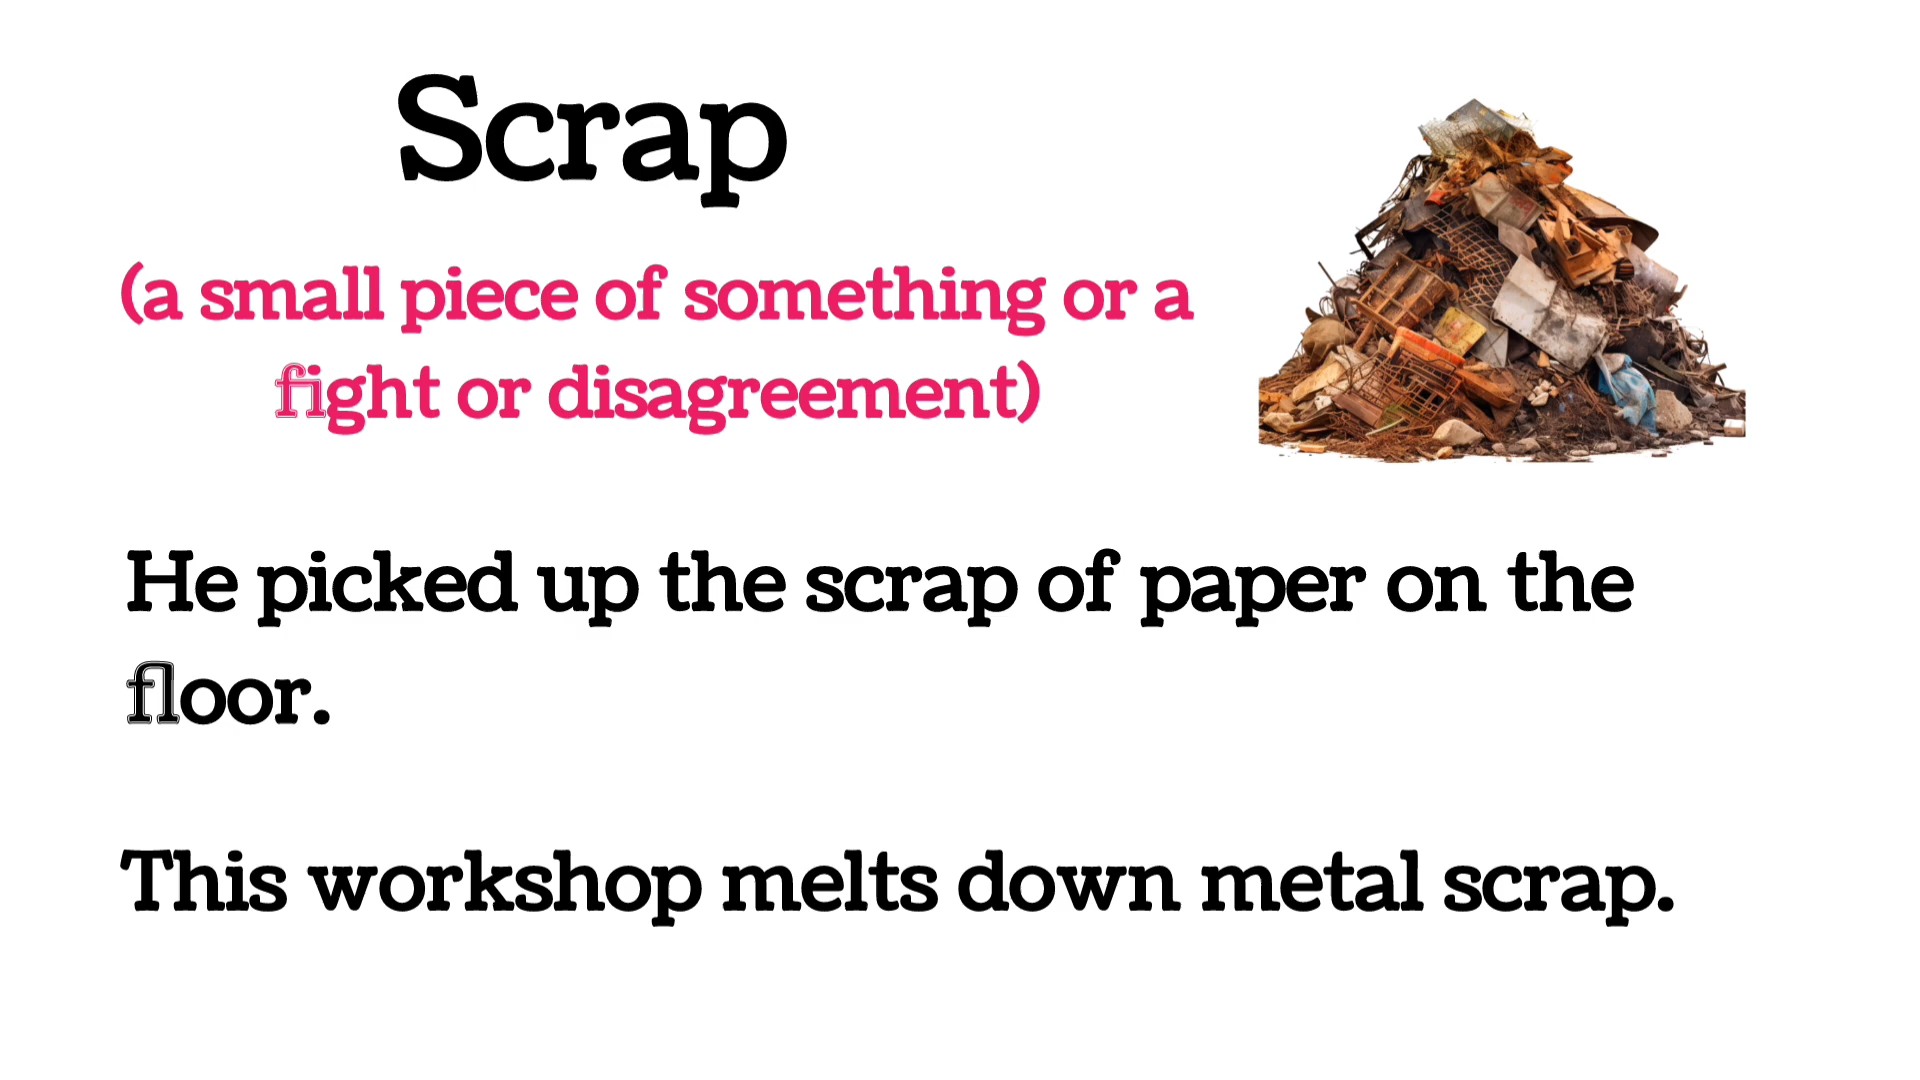 Scrap
(a small piece of something or a
fight or disagreement)
He picked up the scrap of paper on the
floor.
This workshop melts down metal scrap.